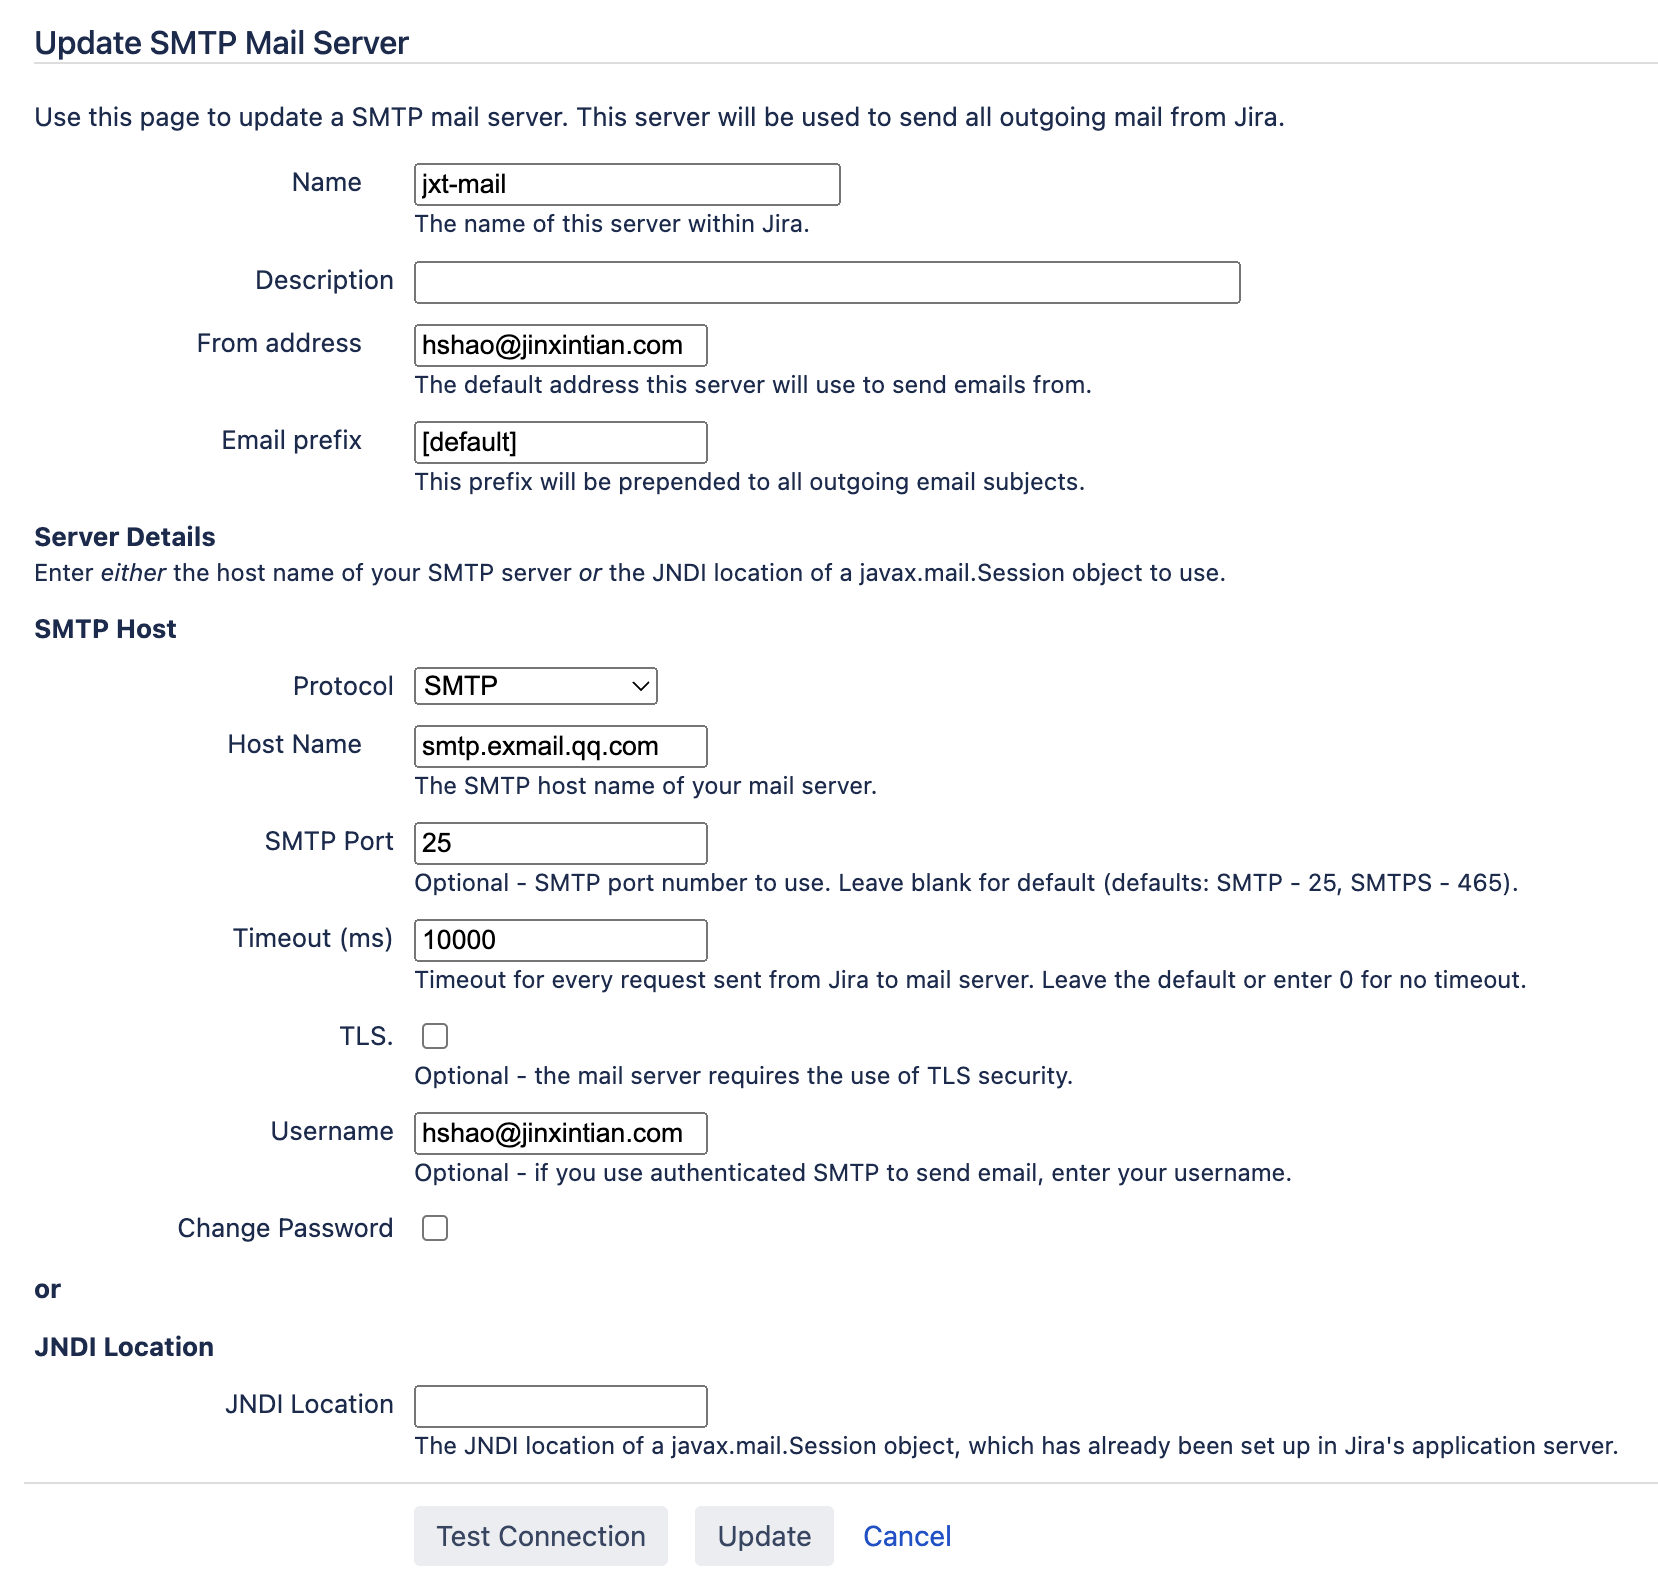 Update SMTP Mail Server
Use this page to update a SMTP mail server. This server will be used to send all outgoing mail from Jira.
Name jxt-mail
The name of this server within Jira.
Description
From address hshao@jinxintian.com
The default address this server will use to send emails from.
Email prefix [default]
This prefix will be prepended to all outgoing email subjects.
Server Details
Enter either the host name of your SMTP server or the JNDI location of a javax.mail.Session object to use.
SMTP Host
Protocol SMTP
Host Name smtp.exmail.qq.com
The SMTP host name of your mail server.
SMTP Port 25
Optional - SMTP port number to use. Leave blank for default (defaults: SMTP - 25, SMTPS - 465).
Timeout (ms) 10000
Timeout for every request sent from Jira to mail server. Leave the default or enter 0 for no timeout.
TLS.
Optional - the mail server requires the use of TLS security.
Username hshao@jinxintian.com
Optional - if you use authenticated SMTP to send email, enter your username.
Change Password
or
JNDI Location
JNDI Location
The JNDI location of a javax.mail.Session object, which has already been set up in Jira's application server.
Test Connection Update Cancel